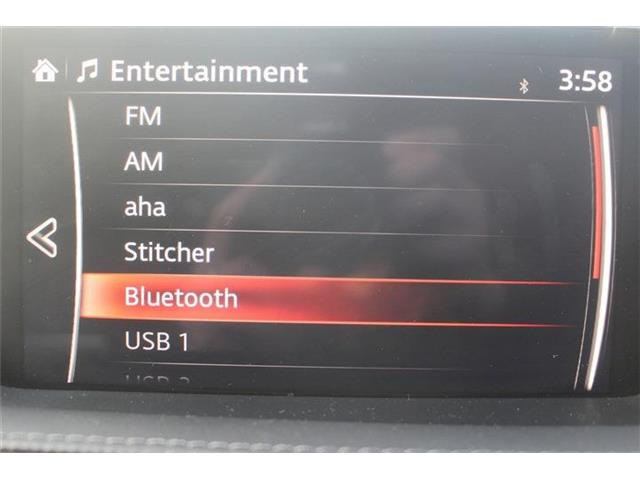 Entertainment
3:58
FM
AM
aha
Stitcher
Bluetooth
USB 1